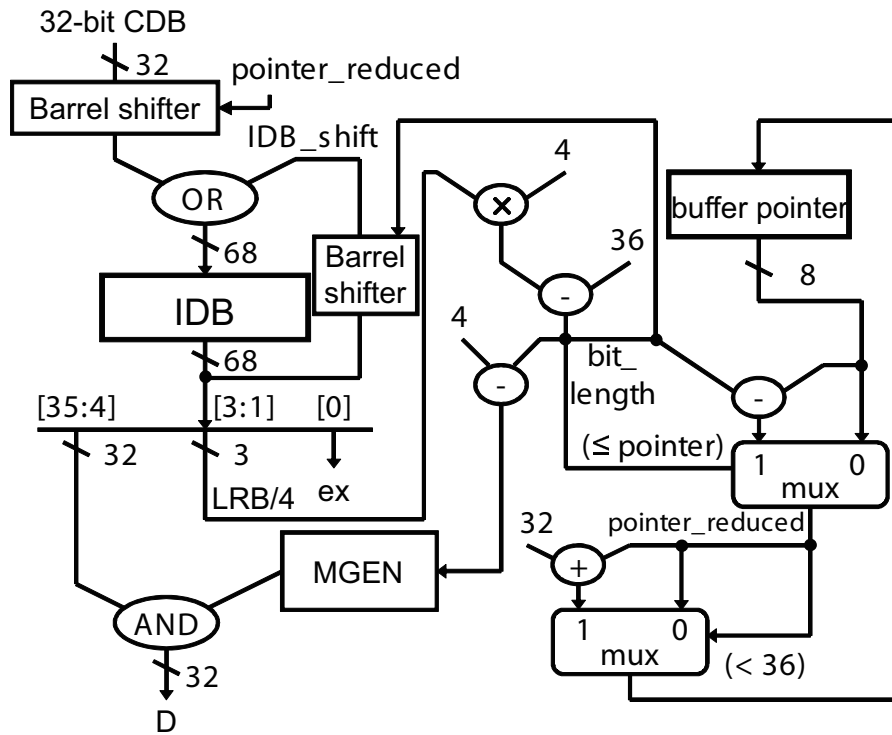 32-bit CDB
32
pointer_reduced
Barrel shifter
IDB_shift
4
OR
×
buffer pointer
68
Barrel
shifter
36
8
IDB
-
4
68
bit_
length
-
-
[35:4]
[3:1]
[0]
(≤ pointer)
32
3
1
0
mux
LRB/4
ex
32
pointer_reduced
MGEN
+
AND
1
0
mux
(< 36)
32
D